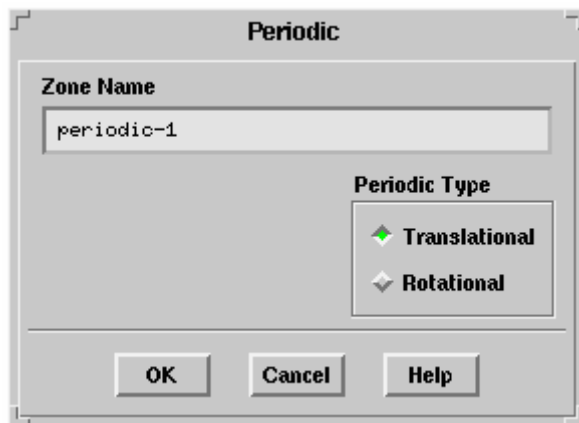 Periodic
Zone Name
periodic-1
Periodic Type
Translational
Rotational
OK Cancel Help